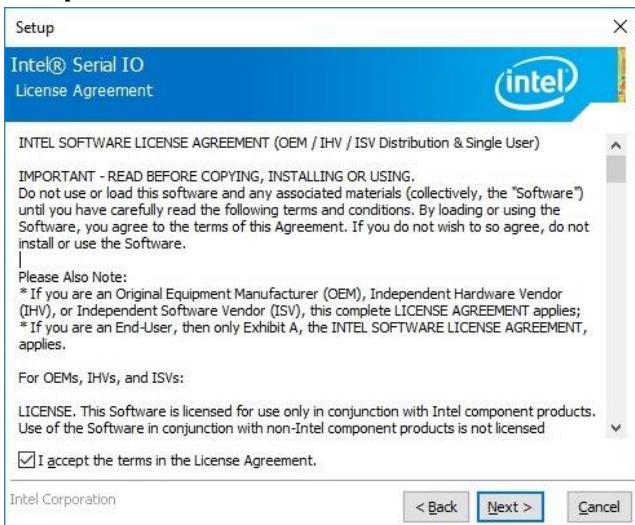 Setup
Intel® Serial IO
License Agreement
intel
INTEL SOFTWARE LICENSE AGREEMENT (OEM / IHV / ISV Distribution & Single User)
IMPORTANT - READ BEFORE COPYING, INSTALLING OR USING.
Do not use or load this software and any associated materials (collectively, the "Software")
until you have carefully read the following terms and conditions. By loading or using the
Software, you agree to the terms of this Agreement. If you do not wish to so agree, do not
install or use the Software.
Please Also Note:
* If you are an Original Equipment Manufacturer (OEM), Independent Hardware Vendor
(IHV), or Independent Software Vendor (ISV), this complete LICENSE AGREEMENT applies;
* If you are an End-User, then only Exhibit A, the INTEL SOFTWARE LICENSE AGREEMENT,
applies.
For OEMs, IHVs, and ISVs:
LICENSE. This Software is licensed for use only in conjunction with Intel component products.
Use of the Software in conjunction with non-Intel component products is not licensed
I accept the terms in the License Agreement.
Intel Corporation
< Back Next > Cancel